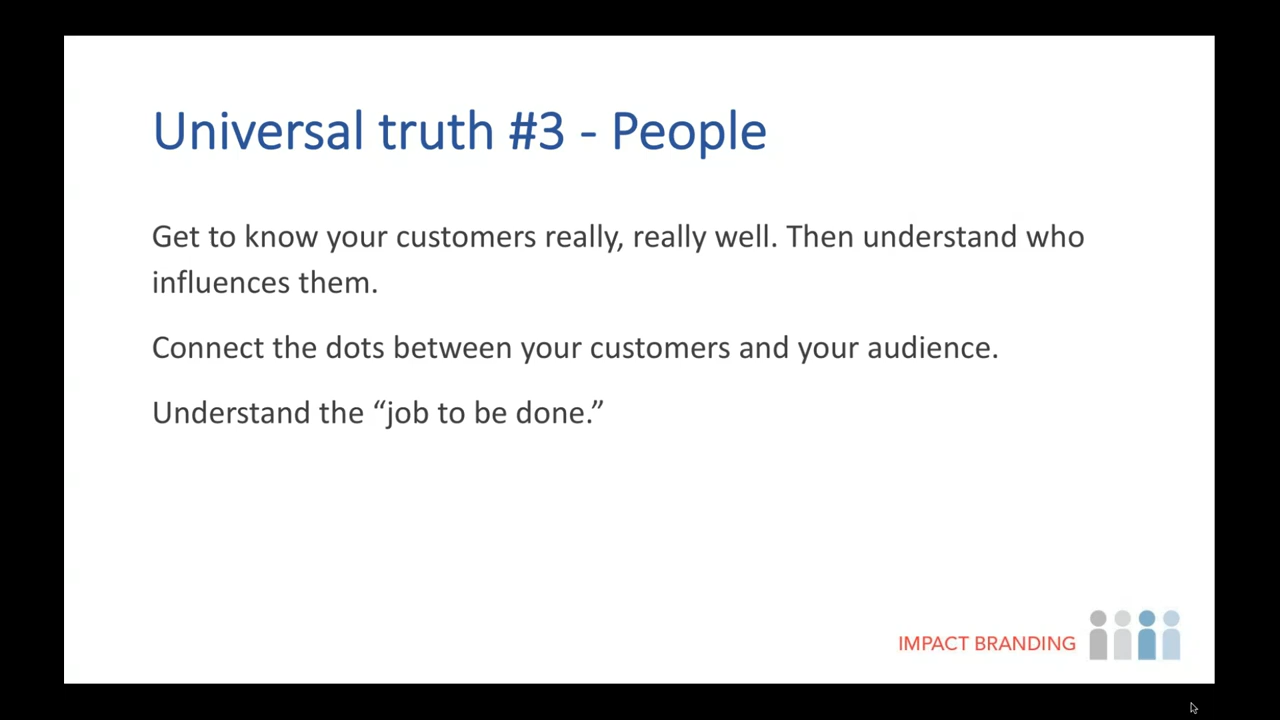 Universal truth #3 - People
Get to know your customers really, really well. Then understand who
influences them.
Connect the dots between your customers and your audience.
Understand the “job to be done.”
IMPACT BRANDING